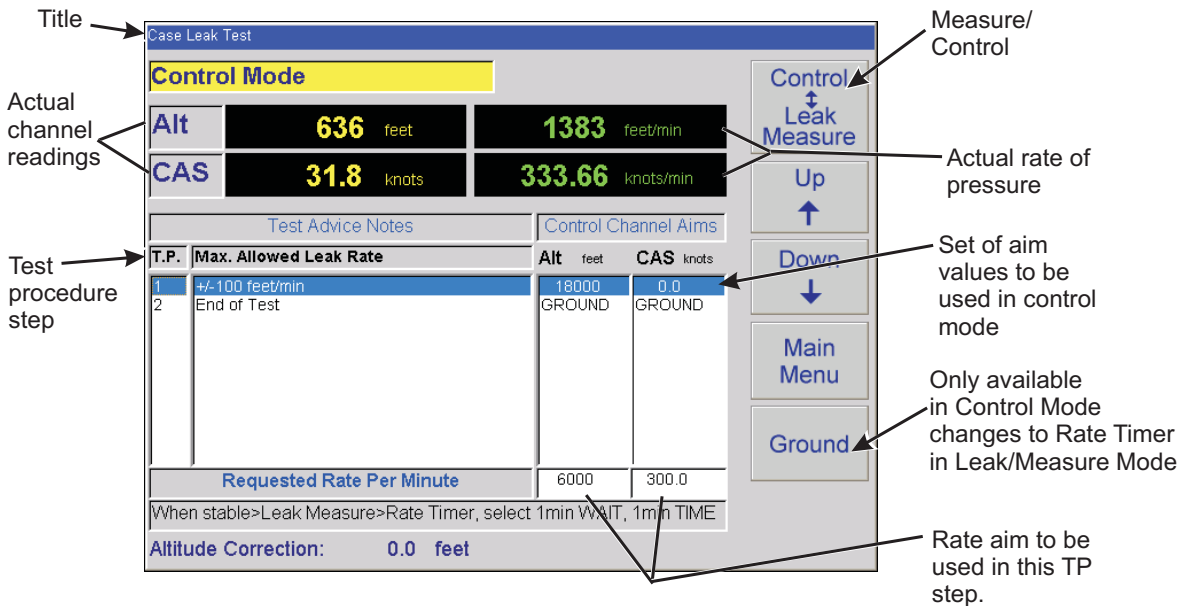 Title
Case Leak Test
Measure/
Control
Control Mode
Control
Leak
Measure
Actual
channel
readings
Alt
636 feet
1383 feet/min
CAS
31.8 knots
333.66 knots/min
Actual rate of
pressure
Up
Test Advice Notes
Control Channel Aims
T.P.
Max. Allowed Leak Rate
Alt feet
CAS knots
Test
procedure
step
1
+/-100 feet/min
18000
0.0
2
End of Test
GROUND
GROUND
Down
Set of aim
values to be
used in control
mode
Main
Menu
Only available
in Control Mode
changes to Rate Timer
in Leak/Measure Mode
Ground
Requested Rate Per Minute
6000
300.0
When stable>Leak Measure>Rate Timer, select 1min WAIT, 1min TIME
Altitude Correction: 0.0 feet
Rate aim to be
used in this TP
step.